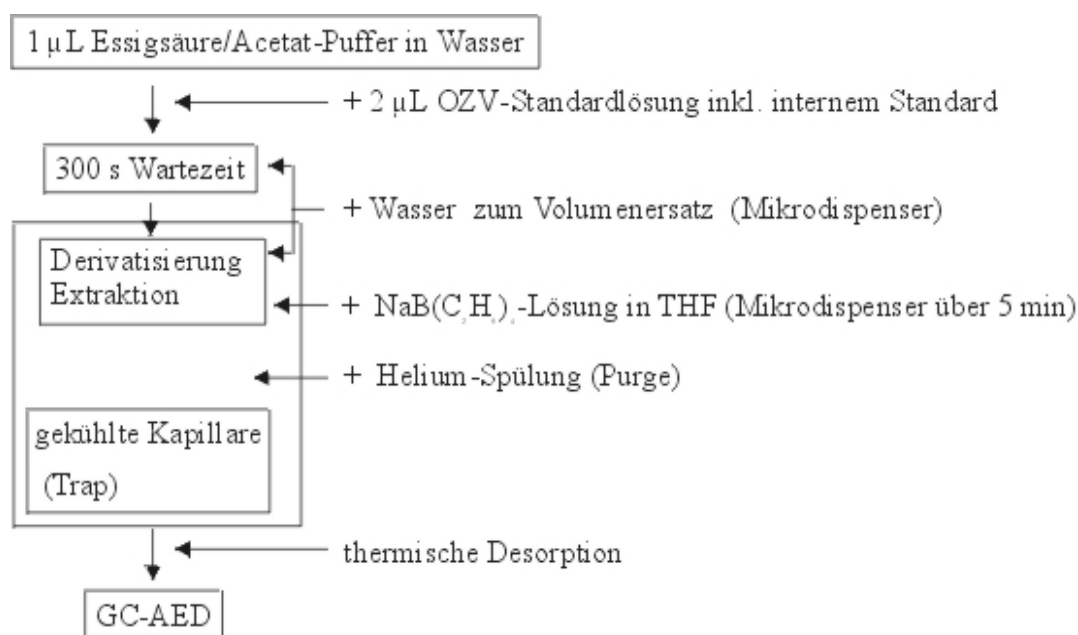 1 µL Essigsäure/Acetat-Puffer in Wasser
+ 2 µL OZV-Standardlösung inkl. internem Standard
300 s Wartezeit
+ Wasser zum Volumenersatz (Mikrodispenser)
Derivatisierung
Extraktion
+ NaB(C H ) -Lösung in THF (Mikrodispenser über 5 min)
+ Helium-Spülung (Purge)
gekühlte Kapillare
(Trap)
thermische Desorption
GC-AED